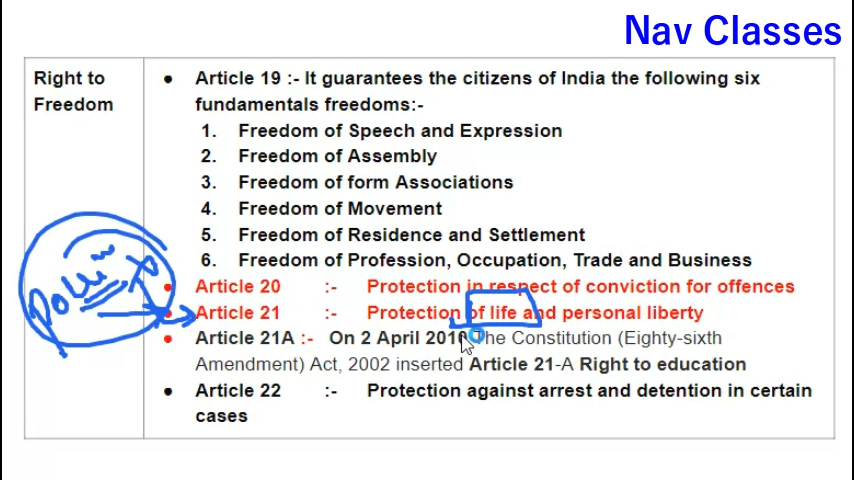 Nav Classes
Right to
Freedom
● Article 19 :- It guarantees the citizens of India the following six
fundamentals freedoms:-
1. Freedom of Speech and Expression
2. Freedom of Assembly
3. Freedom of form Associations
4. Freedom of Movement
5. Freedom of Residence and Settlement
6. Freedom of Profession, Occupation, Trade and Business
● Article 20 :- Protection in respect of conviction for offences
● Article 21 :- Protection of life and personal liberty
● Article 21A :- On 2 April 2010 The Constitution (Eighty-sixth
Amendment) Act, 2002 inserted Article 21-A Right to education
● Article 22 :- Protection against arrest and detention in certain
cases